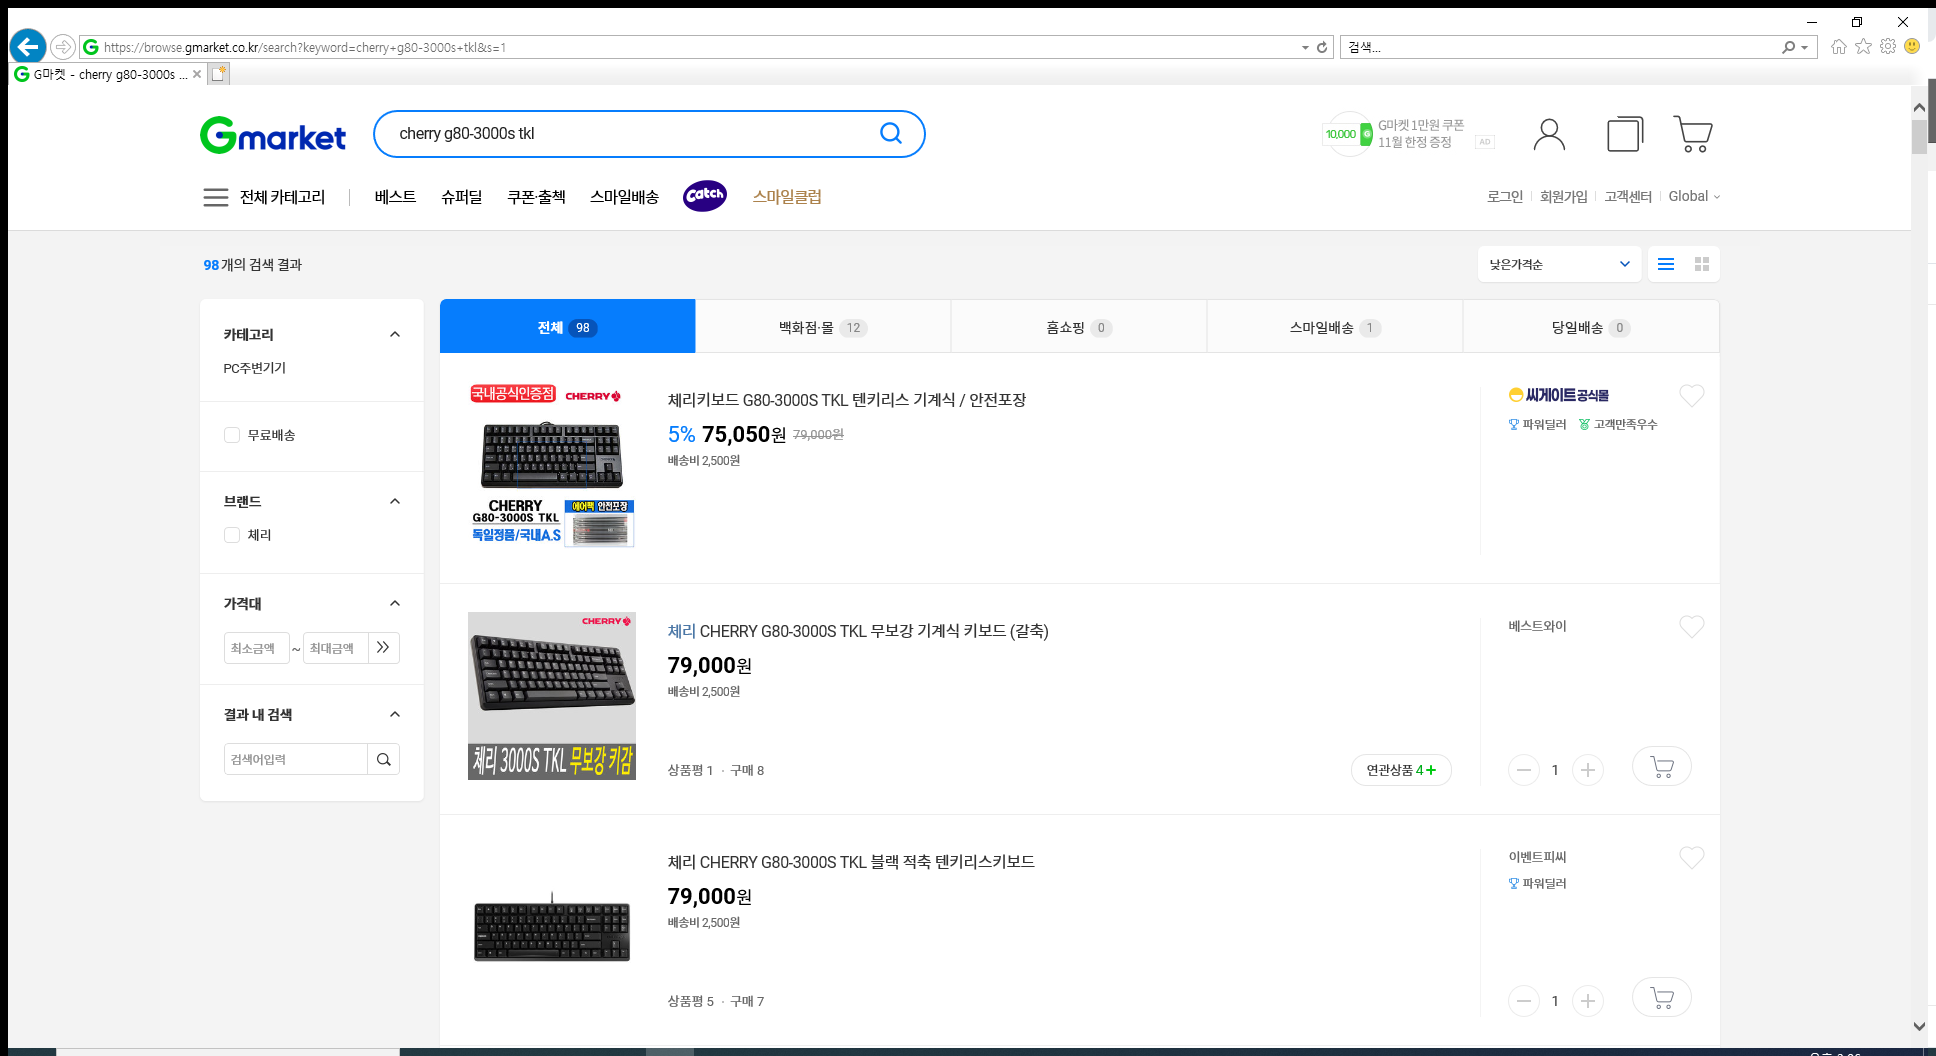 https://browse.gmarket.co.kr/search?keyword=cherry+g80-3000s+tkl&s=1
검색...
G마켓 - cherry g80-3000s ...
Gmarket
cherry g80-3000s tkl
10,000
G마켓 1만원 쿠폰
11월 한정 증정
AD
전체 카테고리
베스트
슈퍼딜
쿠폰·출첵
스마일배송
Catch
스마일클럽
로그인
회원가입
고객센터
Global
98개의 검색 결과
낮은가격순
카테고리
PC주변기기
무료배송
브랜드
체리
가격대
최소금액 ~ 최대금액
결과 내 검색
검색어입력
전체 98
백화점·몰 12
홈쇼핑 0
스마일배송 1
당일배송 0
국내공식인증점
CHERRY
CHERRY
G80-3000S TKL
독일정품/국내A.S
에어팩 안전포장
체리키보드 G80-3000S TKL 텐키리스 기계식 / 안전포장
5% 75,050원 79,000원
배송비 2,500원
씨게이트공식몰
파워딜러
고객만족우수
CHERRY
체리 3000S TKL 무보강 키감
체리 CHERRY G80-3000S TKL 무보강 기계식 키보드 (갈축)
79,000원
배송비 2,500원
상품평 1 · 구매 8
연관상품 4+
베스트와이
1
체리 CHERRY G80-3000S TKL 블랙 적축 텐키리스키보드
79,000원
배송비 2,500원
상품평 5 · 구매 7
이벤트피씨
파워딜러
1